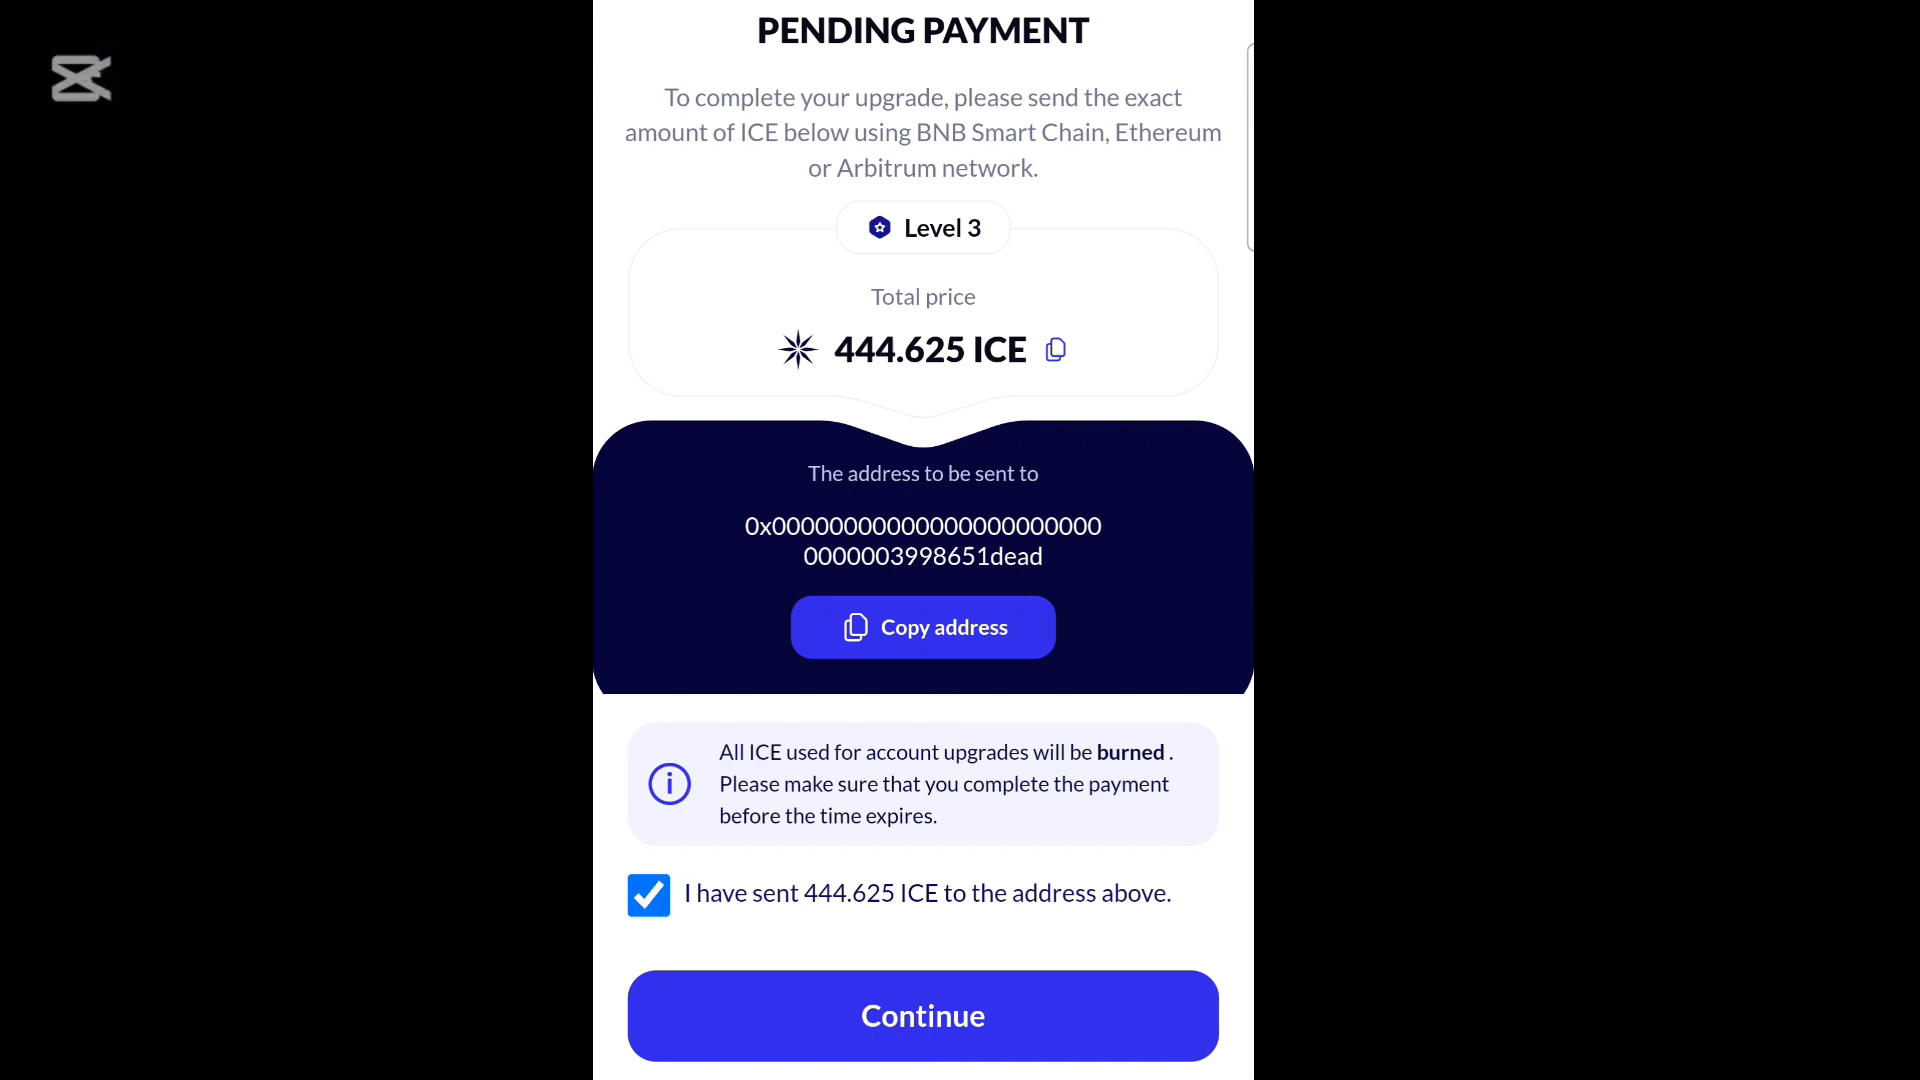 PENDING PAYMENT
To complete your upgrade, please send the exact
amount of ICE below using BNB Smart Chain, Ethereum
or Arbitrum network.
Level 3
Total price
444.625 ICE
The address to be sent to
0x00000000000000000000000
0000003998651dead
Copy address
All ICE used for account upgrades will be burned .
Please make sure that you complete the payment
before the time expires.
I have sent 444.625 ICE to the address above.
Continue